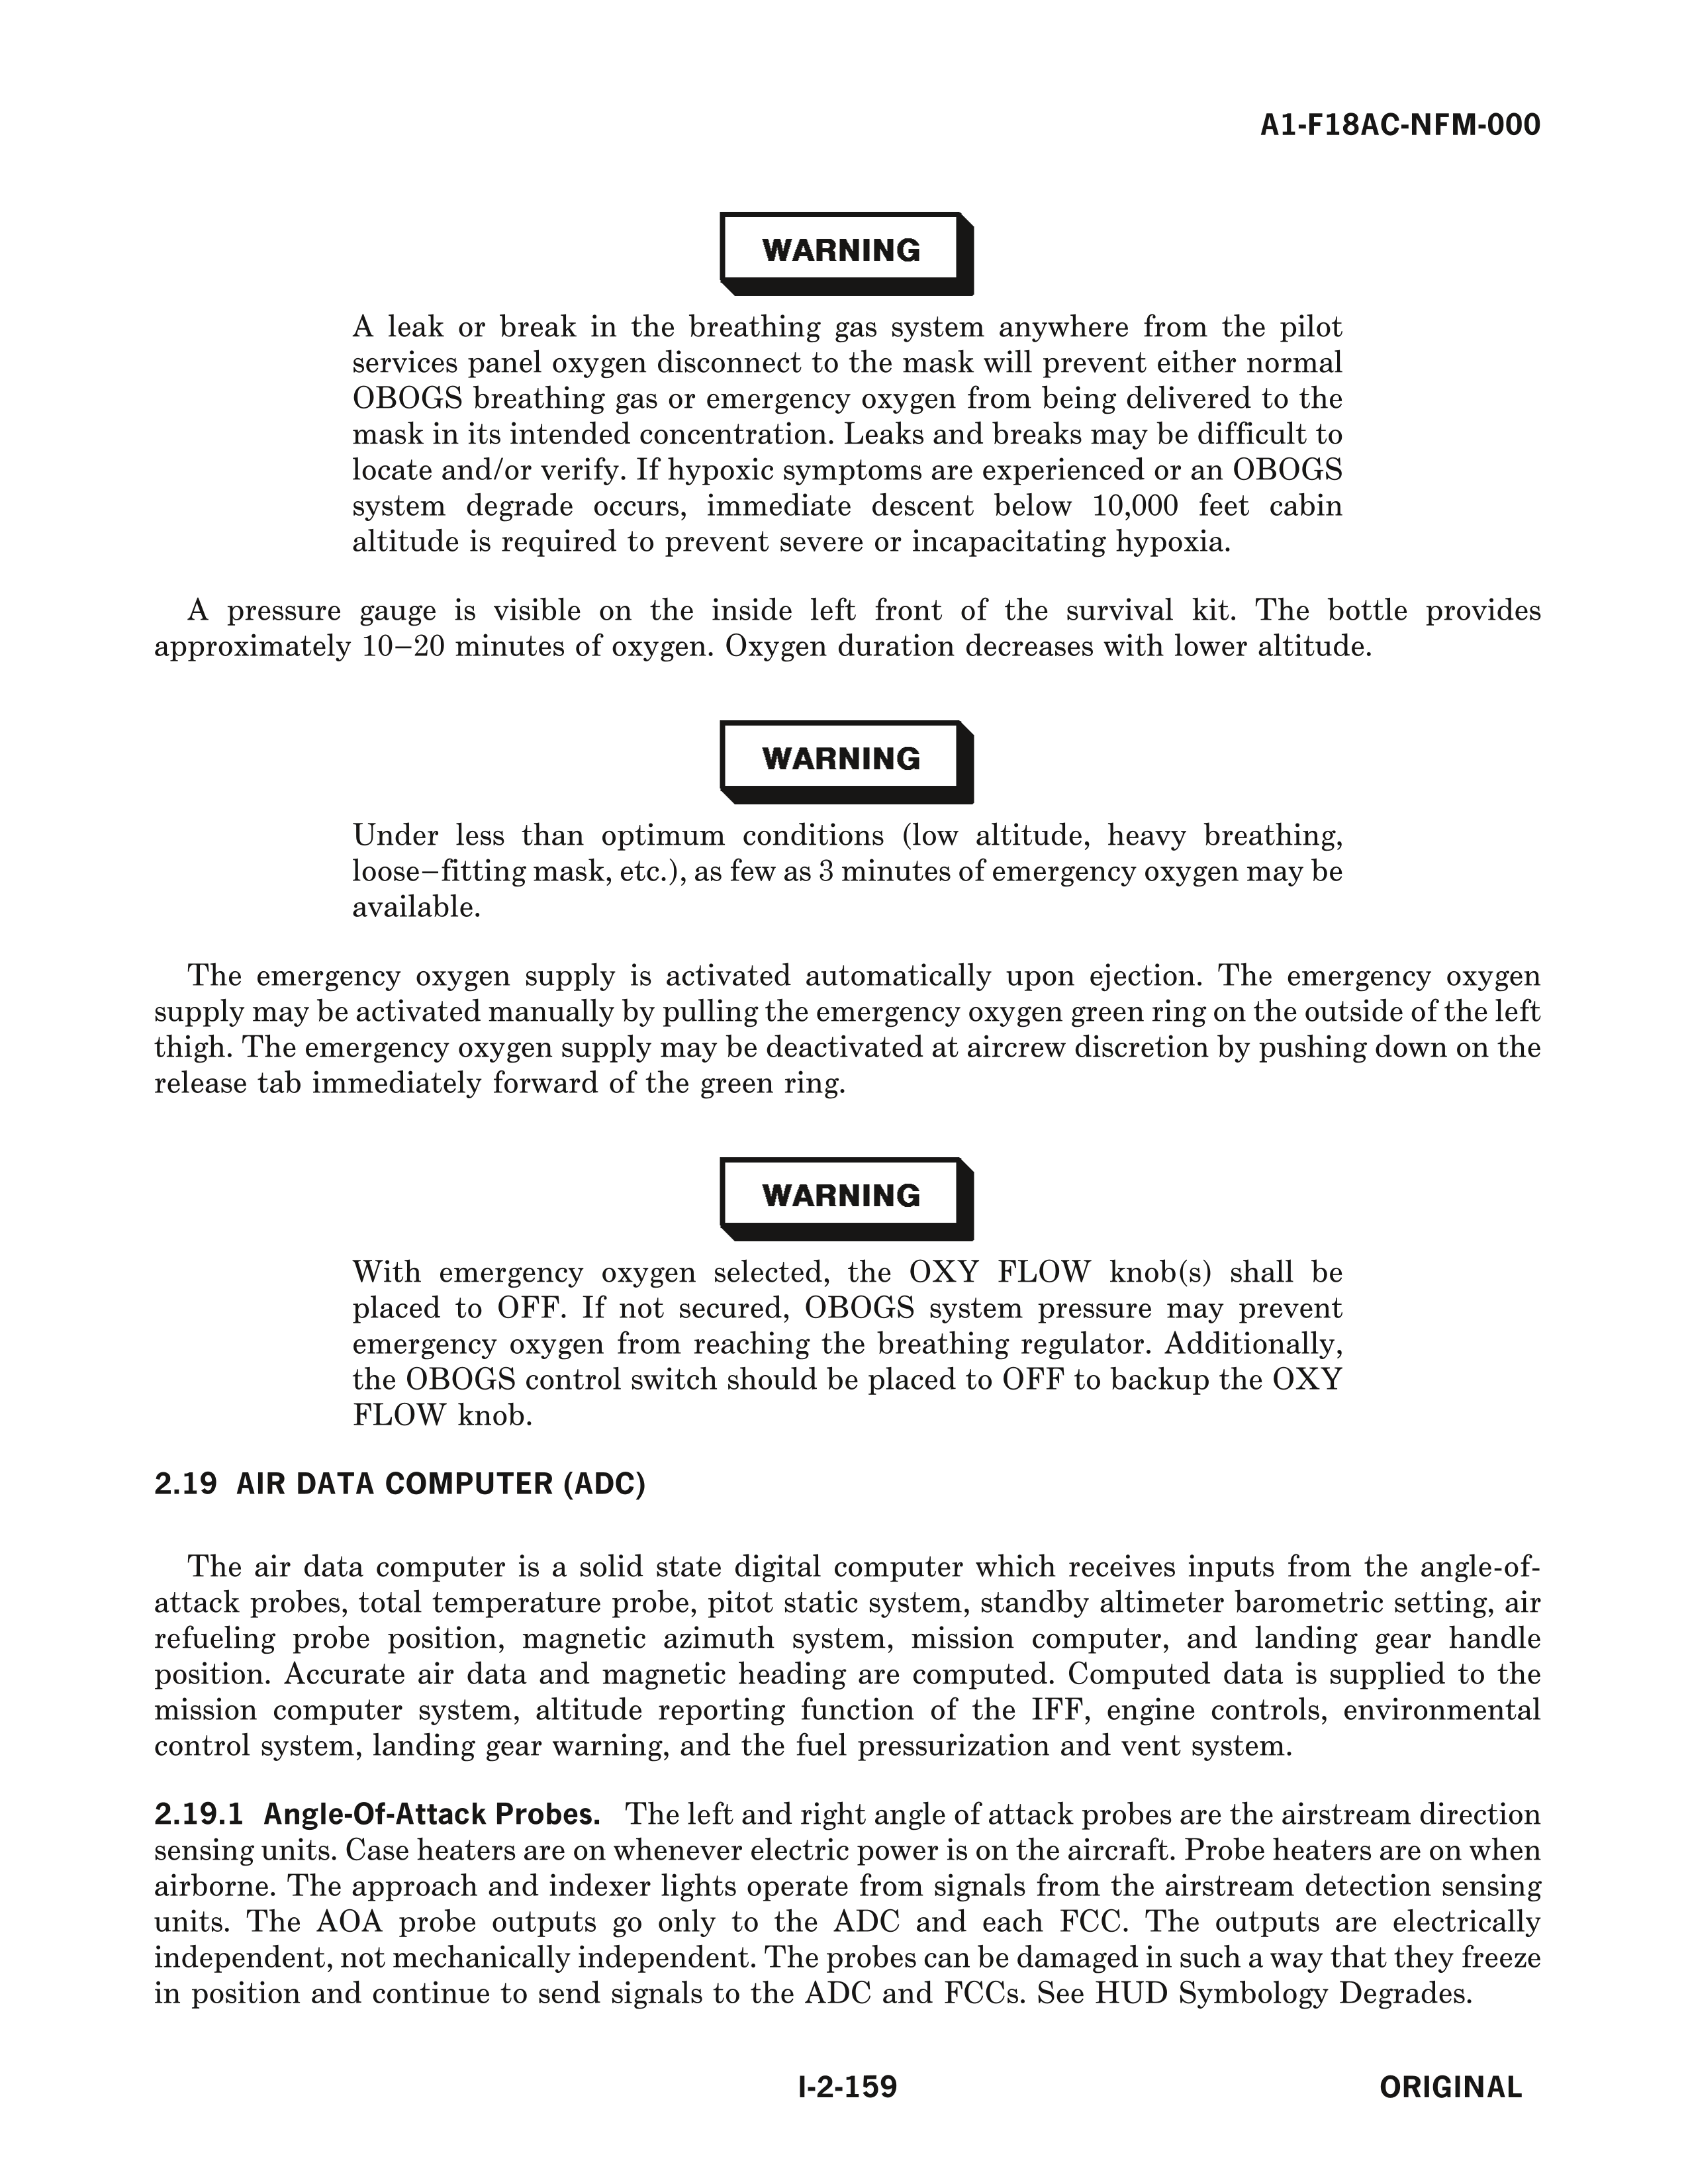 A1-F18AC-NFM-000
WARNING
A leak or break in the breathing gas system anywhere from the pilot
services panel oxygen disconnect to the mask will prevent either normal
OBOGS breathing gas or emergency oxygen from being delivered to the
mask in its intended concentration. Leaks and breaks may be difficult to
locate and/or verify. If hypoxic symptoms are experienced or an OBOGS
system degrade occurs, immediate descent below 10,000 feet cabin
altitude is required to prevent severe or incapacitating hypoxia.
A pressure gauge is visible on the inside left front of the survival kit. The bottle provides
approximately 10−20 minutes of oxygen. Oxygen duration decreases with lower altitude.
WARNING
Under less than optimum conditions (low altitude, heavy breathing,
loose−fitting mask, etc.), as few as 3 minutes of emergency oxygen may be
available.
The emergency oxygen supply is activated automatically upon ejection. The emergency oxygen
supply may be activated manually by pulling the emergency oxygen green ring on the outside of the left
thigh. The emergency oxygen supply may be deactivated at aircrew discretion by pushing down on the
release tab immediately forward of the green ring.
WARNING
With emergency oxygen selected, the OXY FLOW knob(s) shall be
placed to OFF. If not secured, OBOGS system pressure may prevent
emergency oxygen from reaching the breathing regulator. Additionally,
the OBOGS control switch should be placed to OFF to backup the OXY
FLOW knob.
2.19 AIR DATA COMPUTER (ADC)
The air data computer is a solid state digital computer which receives inputs from the angle-of-
attack probes, total temperature probe, pitot static system, standby altimeter barometric setting, air
refueling probe position, magnetic azimuth system, mission computer, and landing gear handle
position. Accurate air data and magnetic heading are computed. Computed data is supplied to the
mission computer system, altitude reporting function of the IFF, engine controls, environmental
control system, landing gear warning, and the fuel pressurization and vent system.
2.19.1 Angle-Of-Attack Probes. The left and right angle of attack probes are the airstream direction
sensing units. Case heaters are on whenever electric power is on the aircraft. Probe heaters are on when
airborne. The approach and indexer lights operate from signals from the airstream detection sensing
units. The AOA probe outputs go only to the ADC and each FCC. The outputs are electrically
independent, not mechanically independent. The probes can be damaged in such a way that they freeze
in position and continue to send signals to the ADC and FCCs. See HUD Symbology Degrades.
I-2-159
ORIGINAL